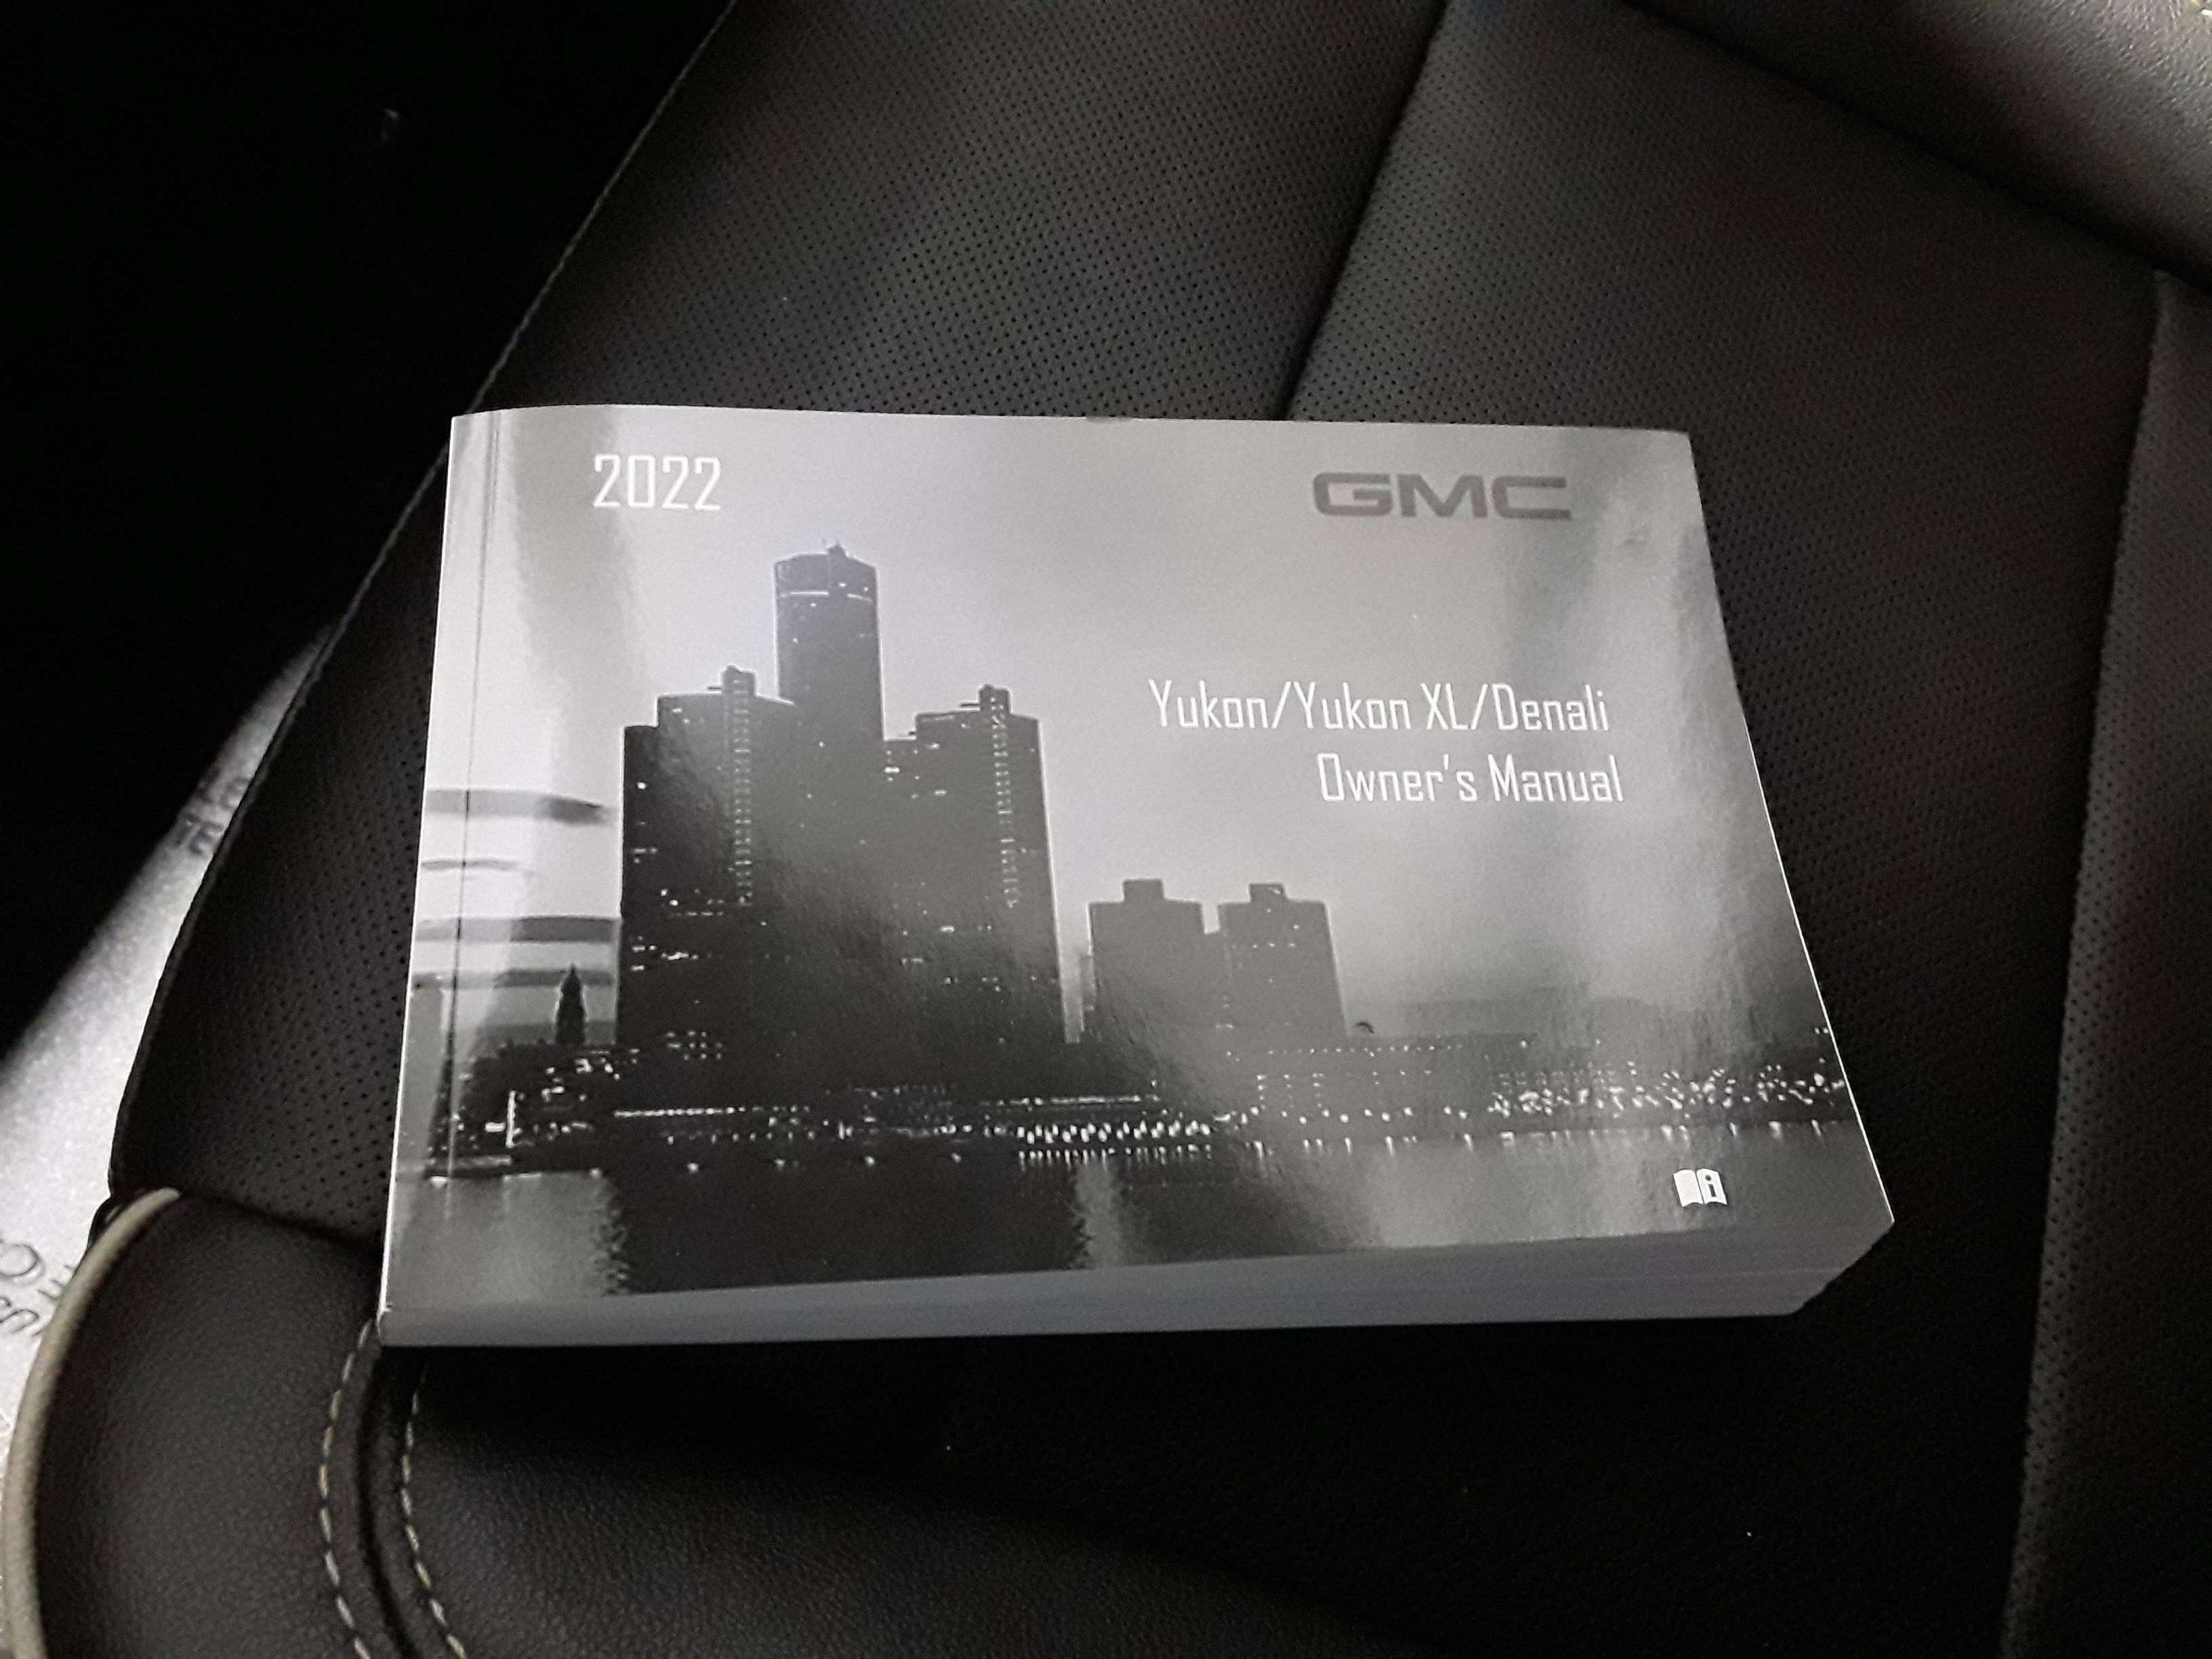 2022
GMC
Yukon/Yukon XL/Denali
Owner's Manual